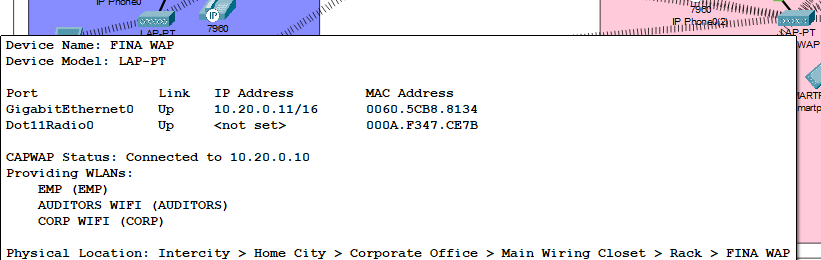 IP Phone0
LAP-PT
IP
7960
7960
IP Phone0(2)
LAP-PT
WAP
Device Name: FINA WAP
Device Model: LAP-PT
Port Link IP Address MAC Address
GigabitEthernet0 Up 10.20.0.11/16 0060.5CB8.8134
Dot11Radio0 Up <not set> 000A.F347.CE7B
CAPWAP Status: Connected to 10.20.0.10
Providing WLANs:
EMP (EMP)
AUDITORS WIFI (AUDITORS)
CORP WIFI (CORP)
Physical Location: Intercity > Home City > Corporate Office > Main Wiring Closet > Rack > FINA WAP